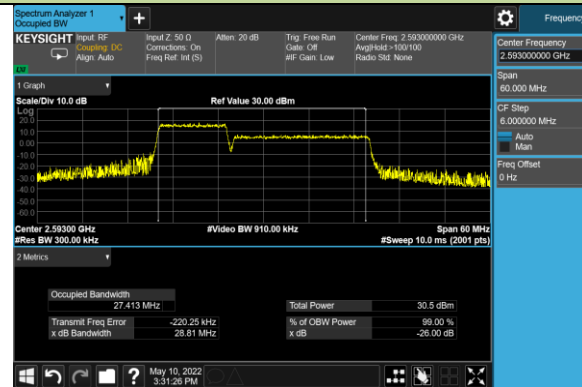 Spectrum Analyzer 1
Occupied BW
Frequency
KEYSIGHT
Input: RF
Coupling: DC
Align: Auto
Input Z: 50 Ω
Corrections: On
Freq Ref: Int (S)
Atten: 20 dB
Trig: Free Run
Gate: Off
#IF Gain: Low
Center Freq: 2.593000000 GHz
Avg|Hold:>100/100
Radio Std: None
Center Frequency
2.593000000 GHz
Span
60.000 MHz
CF Step
6.000000 MHz
Auto
Man
Freq Offset
0 Hz
1 Graph
Scale/Div 10.0 dB
Ref Value 30.00 dBm
Log
20.0
10.0
0.00
-10.0
-20.0
-30.0
-40.0
-50.0
-60.0
Center 2.59300 GHz
#Video BW 910.00 kHz
Span 60 MHz
#Res BW 300.00 kHz
#Sweep 10.0 ms (2001 pts)
2 Metrics
Occupied Bandwidth
27.413 MHz
Total Power
30.5 dBm
Transmit Freq Error
-220.25 kHz
% of OBW Power
99.00 %
x dB Bandwidth
28.81 MHz
x dB
-26.00 dB
May 10, 2022
3:31:26 PM